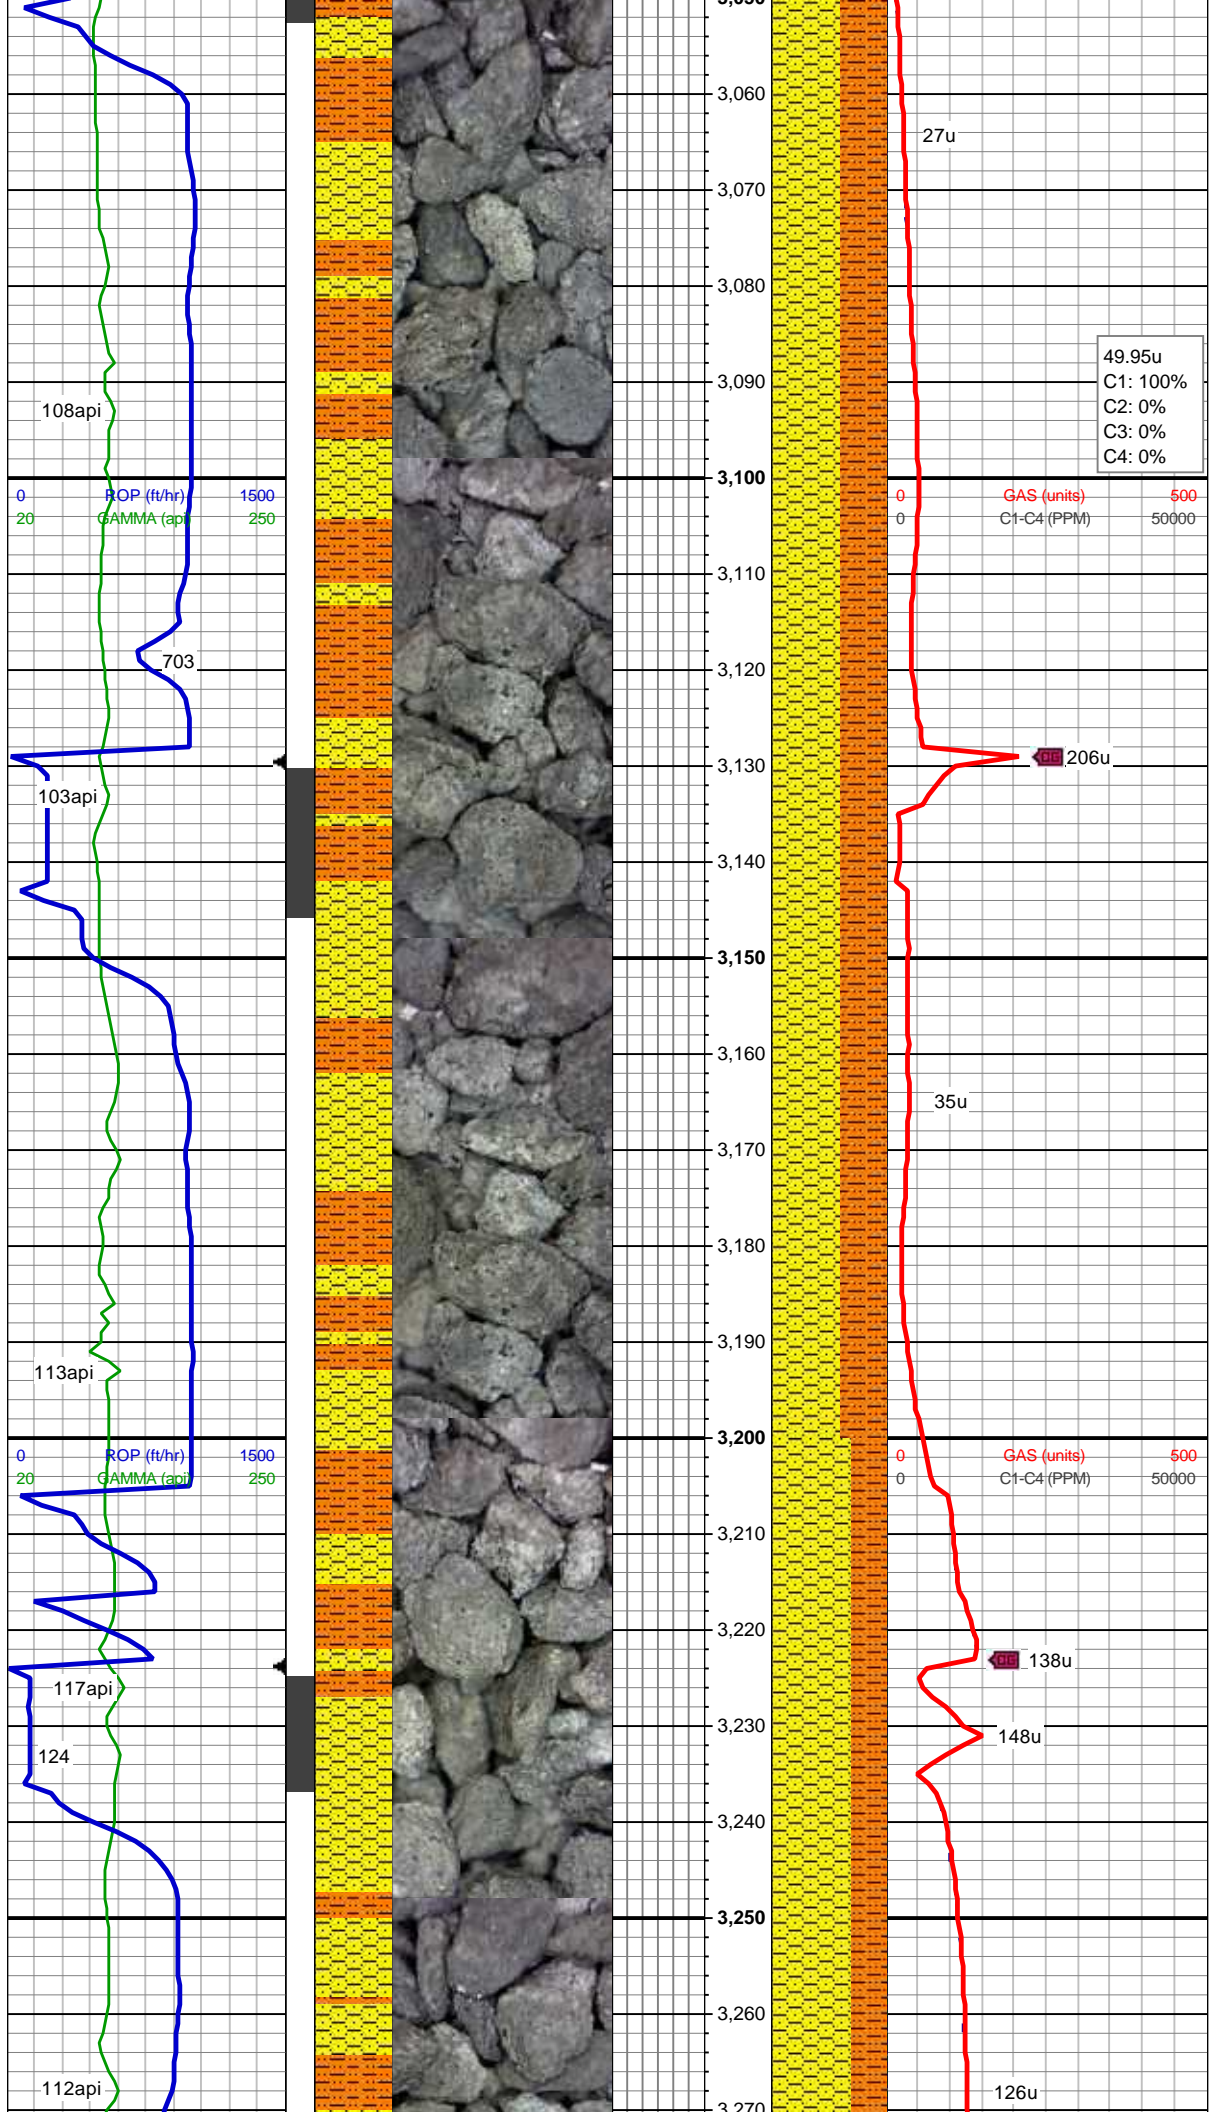 3,060
27u
3,070
3,080
49.95u
C1: 100%
C2: 0%
C3: 0%
C4: 0%
3,090
108api
3,100
0 ROP (ft/hr) 1500
20 GAMMA (api) 250
0 GAS (units) 500
0 C1-C4 (PPM) 50000
3,110
703
3,120
CG 206u
3,130
103api
3,140
3,150
3,160
35u
3,170
3,180
3,190
113api
3,200
0 ROP (ft/hr) 1500
20 GAMMA (api) 250
0 GAS (units) 500
0 C1-C4 (PPM) 50000
3,210
3,220
CG 138u
117api
3,230
148u
124
3,240
3,250
3,260
112api
126u
3,270